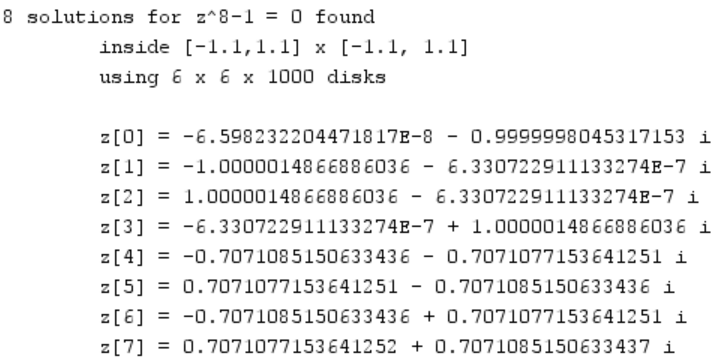 8 solutions for z^8-1 = 0 found
inside [-1.1,1.1] x [-1.1, 1.1]
using 6 x 6 x 1000 disks
z[0] = -6.598232204471817E-8 - 0.9999998045317153 i
z[1] = -1.0000014866886036 - 6.330722911133274E-7 i
z[2] = 1.0000014866886036 - 6.330722911133274E-7 i
z[3] = -6.330722911133274E-7 + 1.0000014866886036 i
z[4] = -0.7071085150633436 - 0.7071077153641251 i
z[5] = 0.7071077153641251 - 0.7071085150633436 i
z[6] = -0.7071085150633436 + 0.7071077153641251 i
z[7] = 0.7071077153641252 + 0.7071085150633437 i